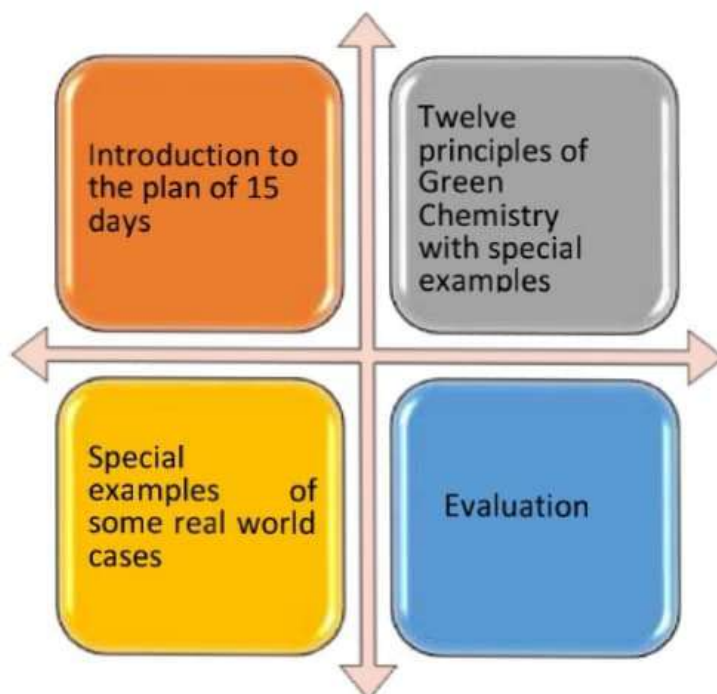 Introduction to
the plan of 15
days
Twelve
principles of
Green
Chemistry
with special
examples
Special
examples of
some real world
cases
Evaluation